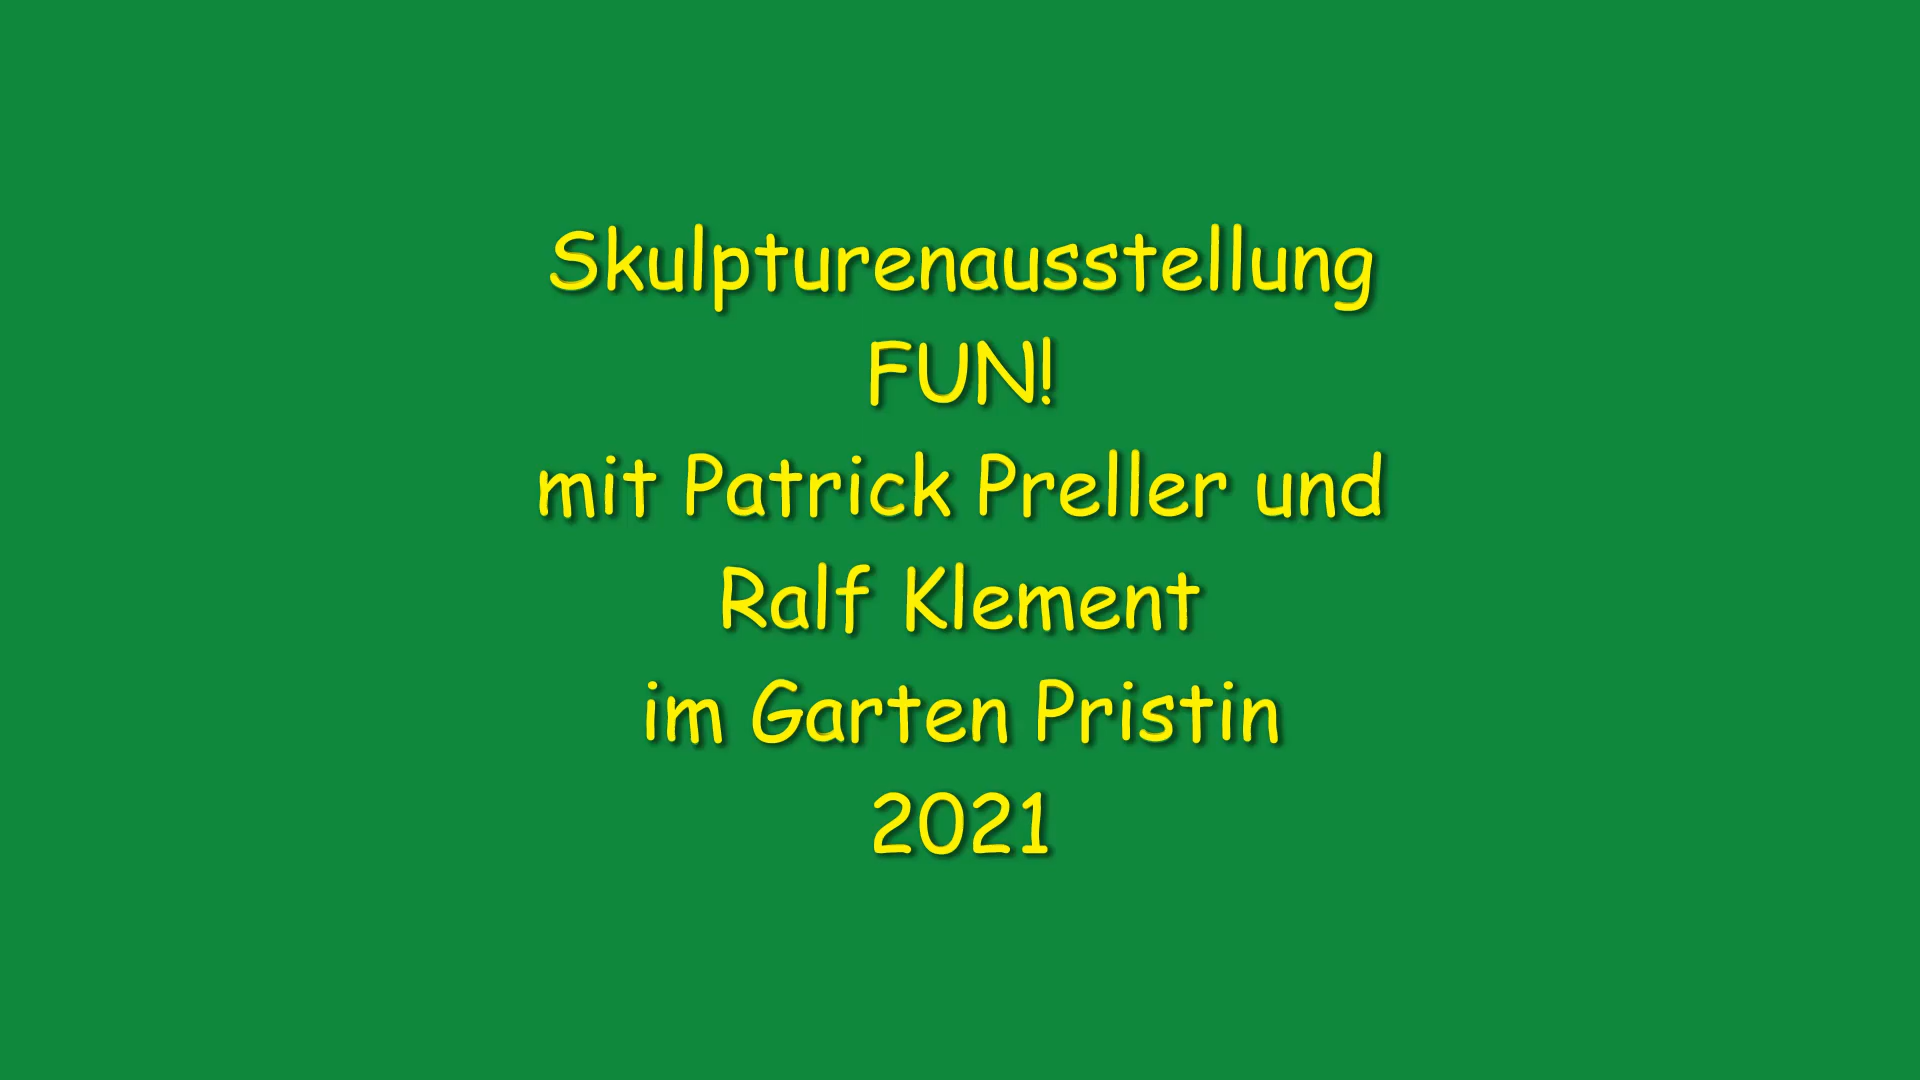 Skulpturenausstellung
FUN!
mit Patrick Preller und
Ralf Klement
im Garten Pristin
2021